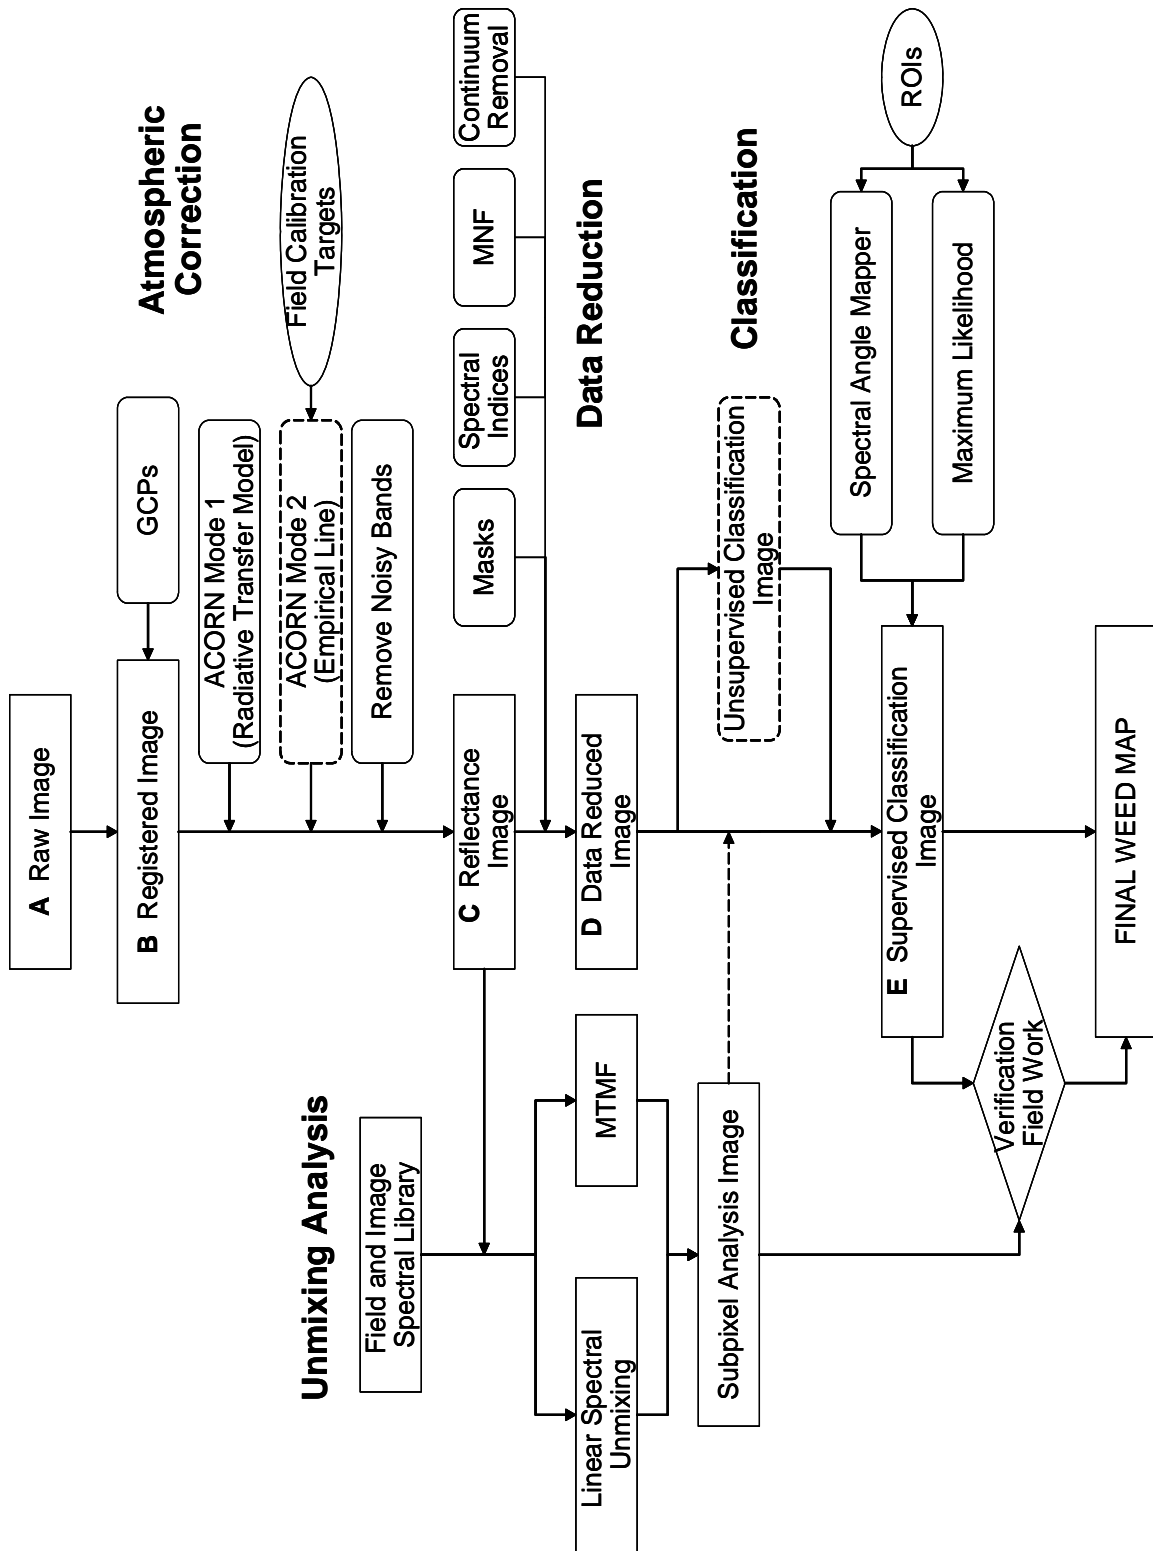 A Raw Image
B Registered Image
GCPs
Atmospheric
Correction
ACORN Mode 1
(Radiative Transfer Model)
ACORN Mode 2
(Empirical Line)
Field Calibration
Targets
Remove Noisy Bands
Unmixing Analysis
Field and Image
Spectral Library
C Reflectance
Image
Masks
Spectral
Indices
MNF
Continuum
Removal
Data Reduction
Linear Spectral
Unmixing
MTMF
D Data Reduced
Image
Classification
Subpixel Analysis Image
Unsupervised Classification
Image
E Supervised Classification
Image
Spectral Angle Mapper
Maximum Likelihood
ROIs
Verification
Field Work
FINAL WEED MAP